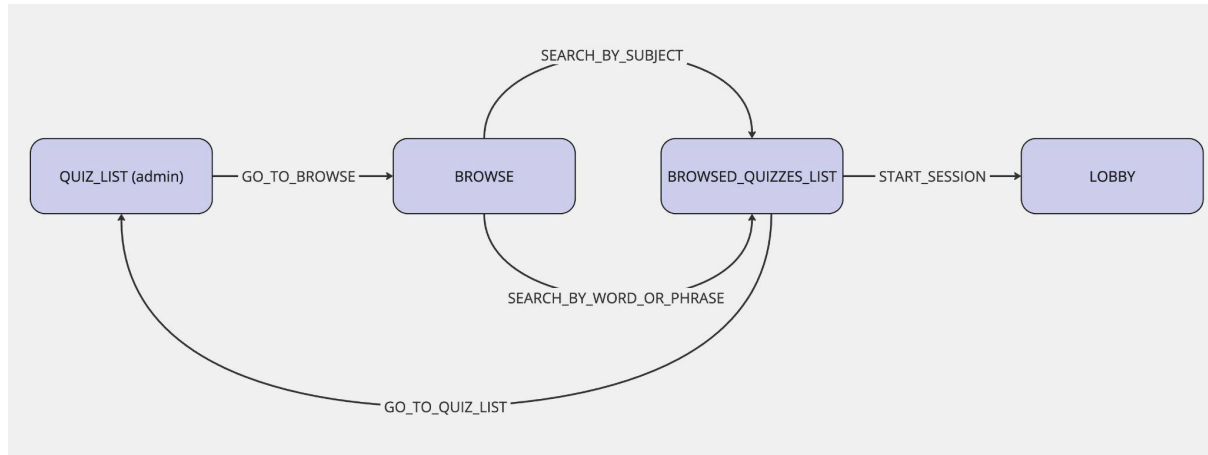 SEARCH_BY_SUBJECT
QUIZ_LIST (admin)
GO_TO_BROWSE
BROWSE
BROWSED_QUIZZES_LIST
START_SESSION
LOBBY
SEARCH_BY_WORD_OR_PHRASE
GO_TO_QUIZ_LIST